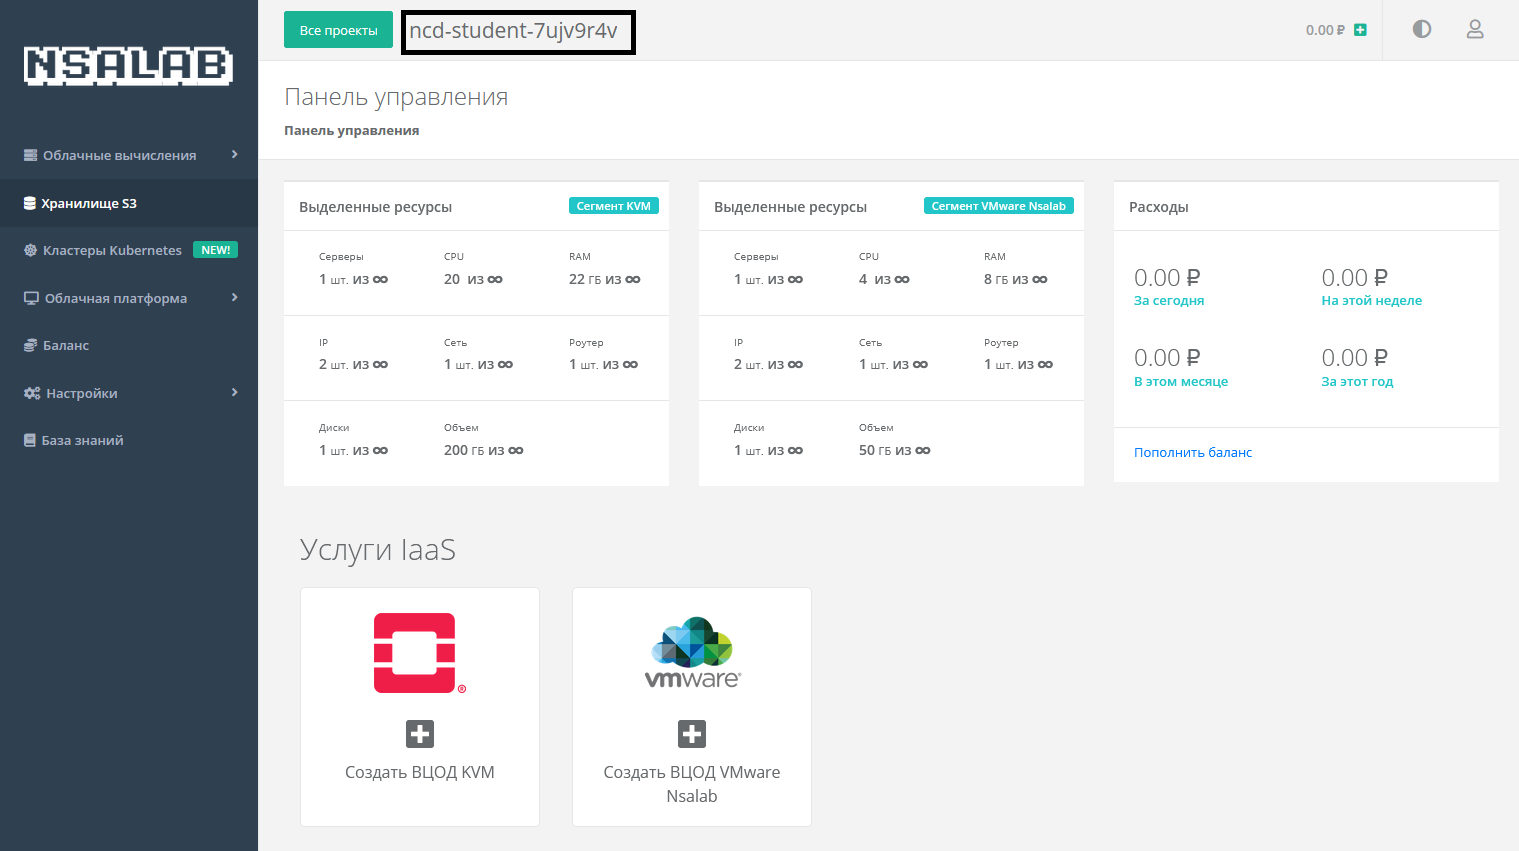 NSALAB
Все проекты
ncd-student-7ujv9r4v
0.00 ₽
Панель управления
Панель управления
Облачные вычисления
Хранилище S3
Кластеры Kubernetes NEW!
Облачная платформа
Баланс
Настройки
База знаний
Выделенные ресурсы Сегмент KVM
Серверы CPU RAM
1 шт. из ∞ 20 из ∞ 22 ГБ из ∞
IP Сеть Роутер
2 шт. из ∞ 1 шт. из ∞ 1 шт. из ∞
Диски Объем
1 шт. из ∞ 200 ГБ из ∞
Выделенные ресурсы Сегмент VMware Nsalab
Серверы CPU RAM
1 шт. из ∞ 4 из ∞ 8 ГБ из ∞
IP Сеть Роутер
2 шт. из ∞ 1 шт. из ∞ 1 шт. из ∞
Диски Объем
1 шт. из ∞ 50 ГБ из ∞
Расходы
0.00 ₽ 0.00 ₽
За сегодня На этой неделе
0.00 ₽ 0.00 ₽
В этом месяце За этот год
Пополнить баланс
Услуги IaaS
Создать ВЦОД KVM
vmware®
Создать ВЦОД VMware
Nsalab